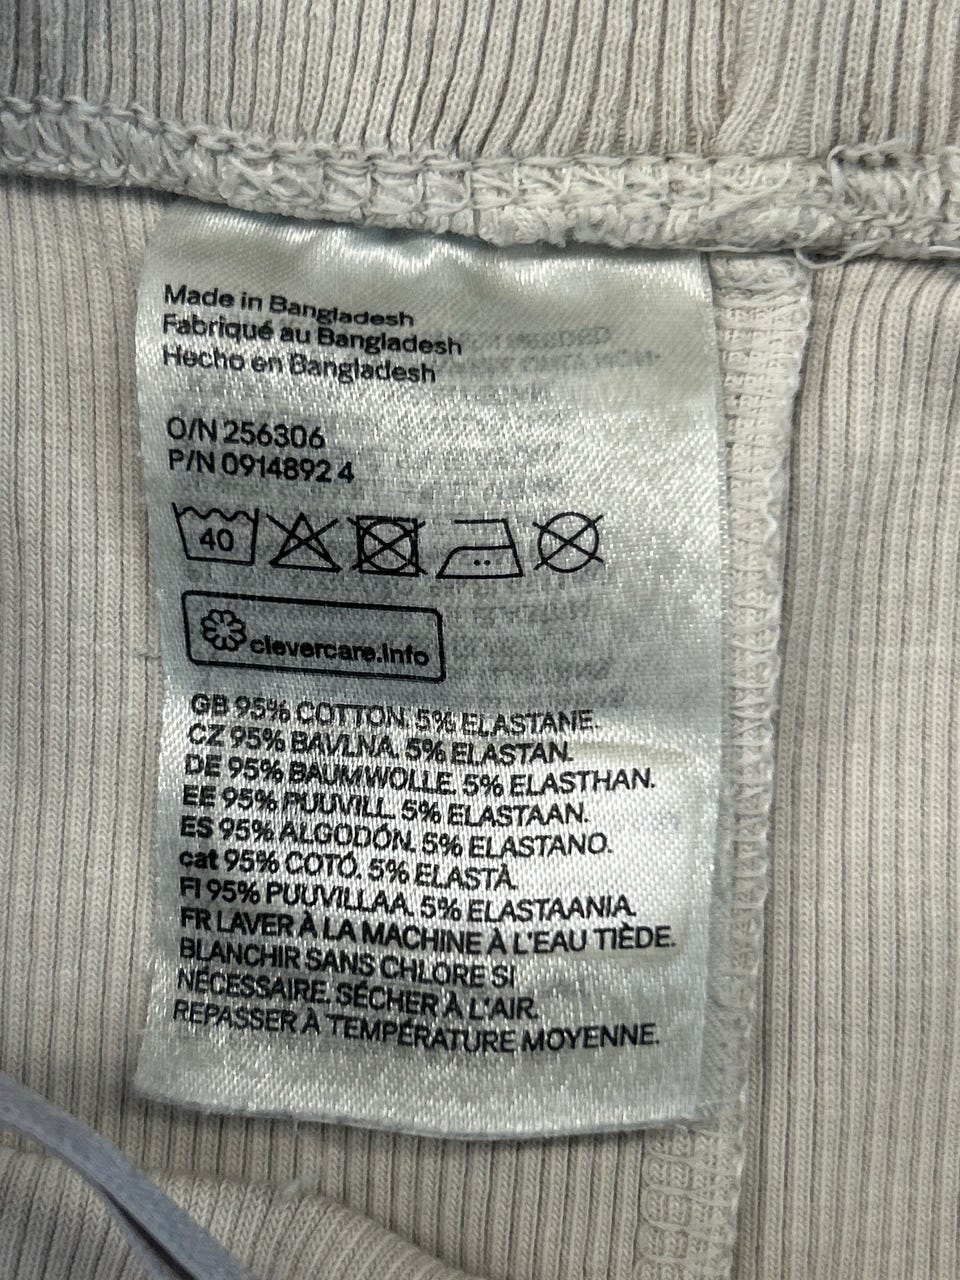 Made in Bangladesh
Fabriqué au Bangladesh
Hecho en Bangladesh
O/N 256306
P/N 0914892 4
40
clevercare.info
GB 95% COTTON. 5% ELASTANE.
CZ 95% BAVLNA. 5% ELASTAN.
DE 95% BAUMWOLLE. 5% ELASTHAN.
EE 95% PUUVILL. 5% ELASTAAN.
ES 95% ALGODÓN. 5% ELASTANO.
cat 95% COTÓ. 5% ELASTÀ.
FI 95% PUUVILLAA. 5% ELASTAANIA.
FR LAVER À LA MACHINE À L'EAU TIÈDE.
BLANCHIR SANS CHLORE SI
NÉCESSAIRE. SÉCHER À L'AIR.
REPASSER À TEMPÉRATURE MOYENNE.